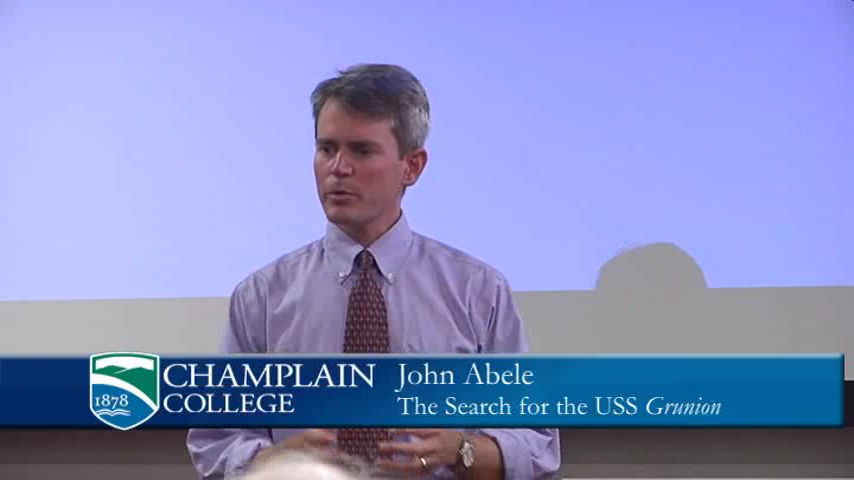 CHAMPLAIN
COLLEGE
1878
John Abele
The Search for the USS Grunion